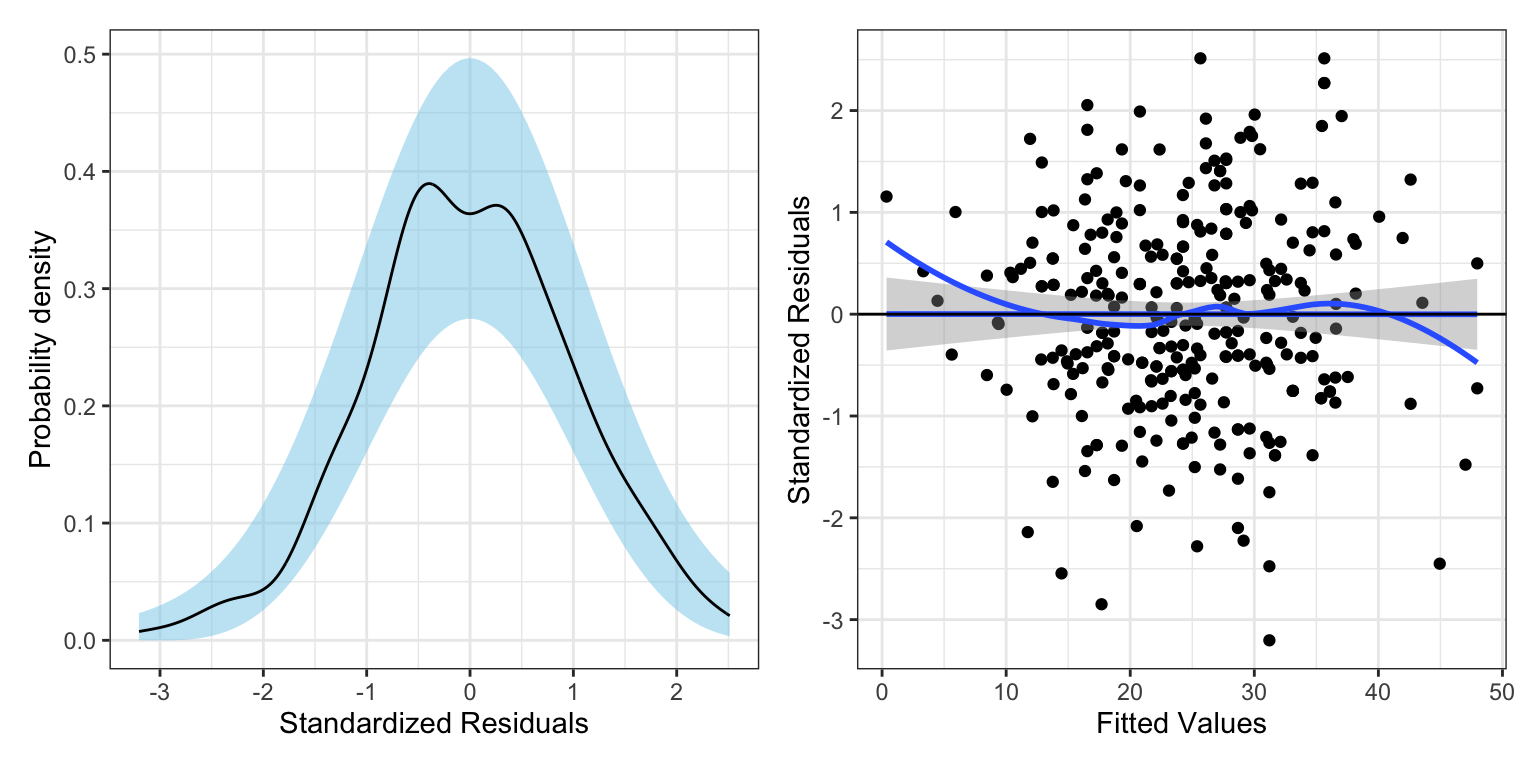 0.5
0.4
0.3
0.2
0.1
0.0
-3 -2 -1 0 1 2
Standardized Residuals
Probability density
2
1
0
-1
-2
-3
0 10 20 30 40 50
Fitted Values
Standardized Residuals